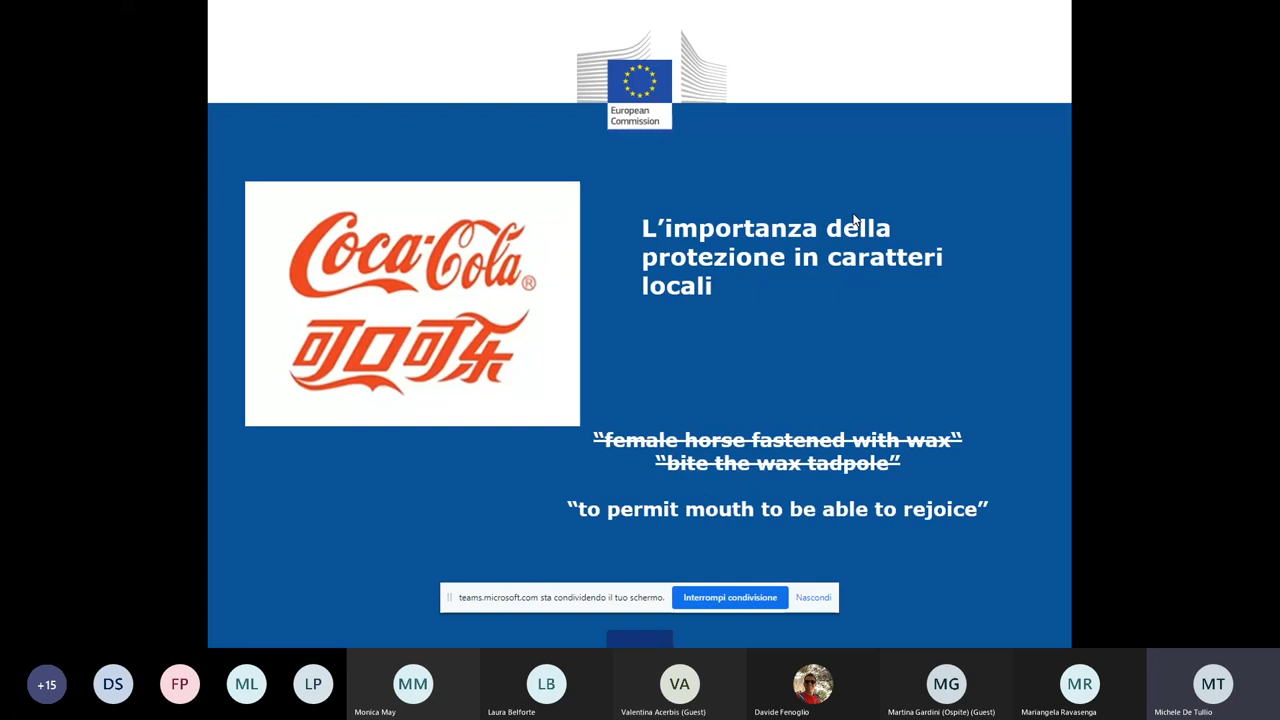 European
Commission
Coca-Cola®
可口可乐
L’importanza della
protezione in caratteri
locali
“female horse fastened with wax“
“bite the wax tadpole”
“to permit mouth to be able to rejoice”
teams.microsoft.com sta condividendo il tuo schermo. Interrompi condivisione Nascondi
+15 DS FP ML LP MM LB VA MG MR MT
Monica May Laura Belforte Valentina Acerbis (Guest) Davide Fenoglio Martina Gardini (Ospite) (Guest) Mariangela Ravasenga Michele De Tullio